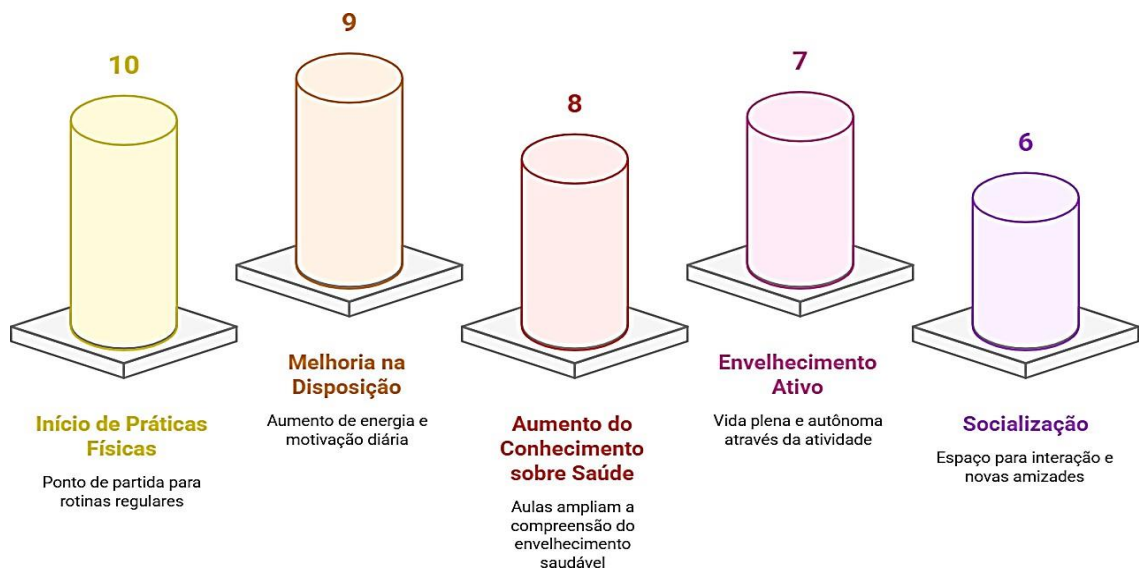 10
Início de Práticas
Físicas
Ponto de partida para
rotinas regulares
9
Melhoria na
Disposição
Aumento de energia e
motivação diária
8
Aumento do
Conhecimento
sobre Saúde
Aulas ampliam a
compreensão do
envelhecimento
saudável
7
Envelhecimento
Ativo
Vida plena e autônoma
através da atividade
6
Socialização
Espaço para interação e
novas amizades